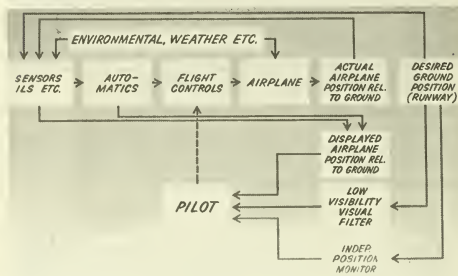 ENVIRONMENTAL, WEATHER ETC.
SENSORS
ILS ETC.
AUTO-
MATICS
FLIGHT
CONTROLS
AIRPLANE
ACTUAL
AIRPLANE
POSITION REL.
TO GROUND
DESIRED
GROUND
POSITION
(RUNWAY)
DISPLAYED
AIRPLANE
POSITION REL.
TO GROUND
PILOT
LOW
VISIBILITY
VISUAL
FILTER
INDEP.
POSITION
MONITOR